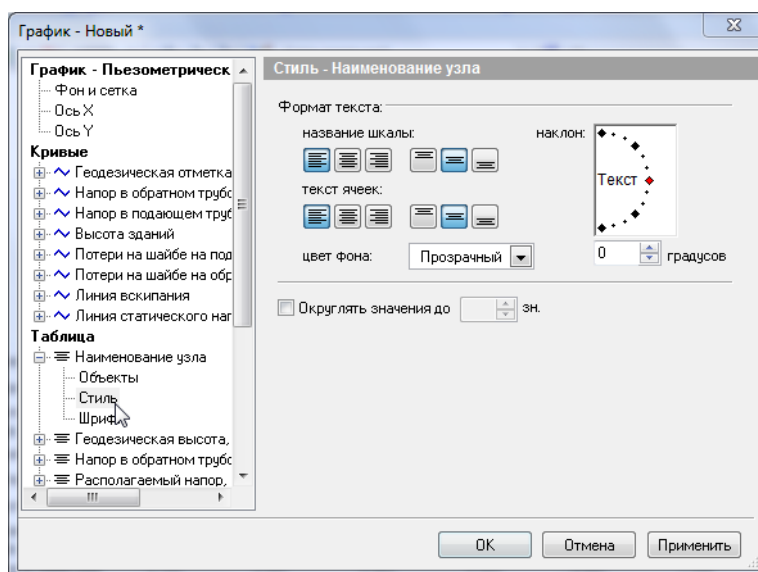 График - Новый *
График - Пьезометрическ
Фон и сетка
Ось X
Ось Y
Кривые
Геодезическая отметка
Напор в обратном трубо
Напор в подающем труб
Высота зданий
Потери на шайбе на под
Потери на шайбе на обр
Линия вскипания
Линия статического нап
Таблица
Наименование узла
Объекты
Стиль
Шриф
Геодезическая высота,
Напор в обратном трубо
Располагаемый напор,
Стиль - Наименование узла
Формат текста:
название шкалы:
наклон:
Текст
текст ячеек:
цвет фона:
Прозрачный
0
градусов
Округлять значения до
зн.
ОК
Отмена
Применить